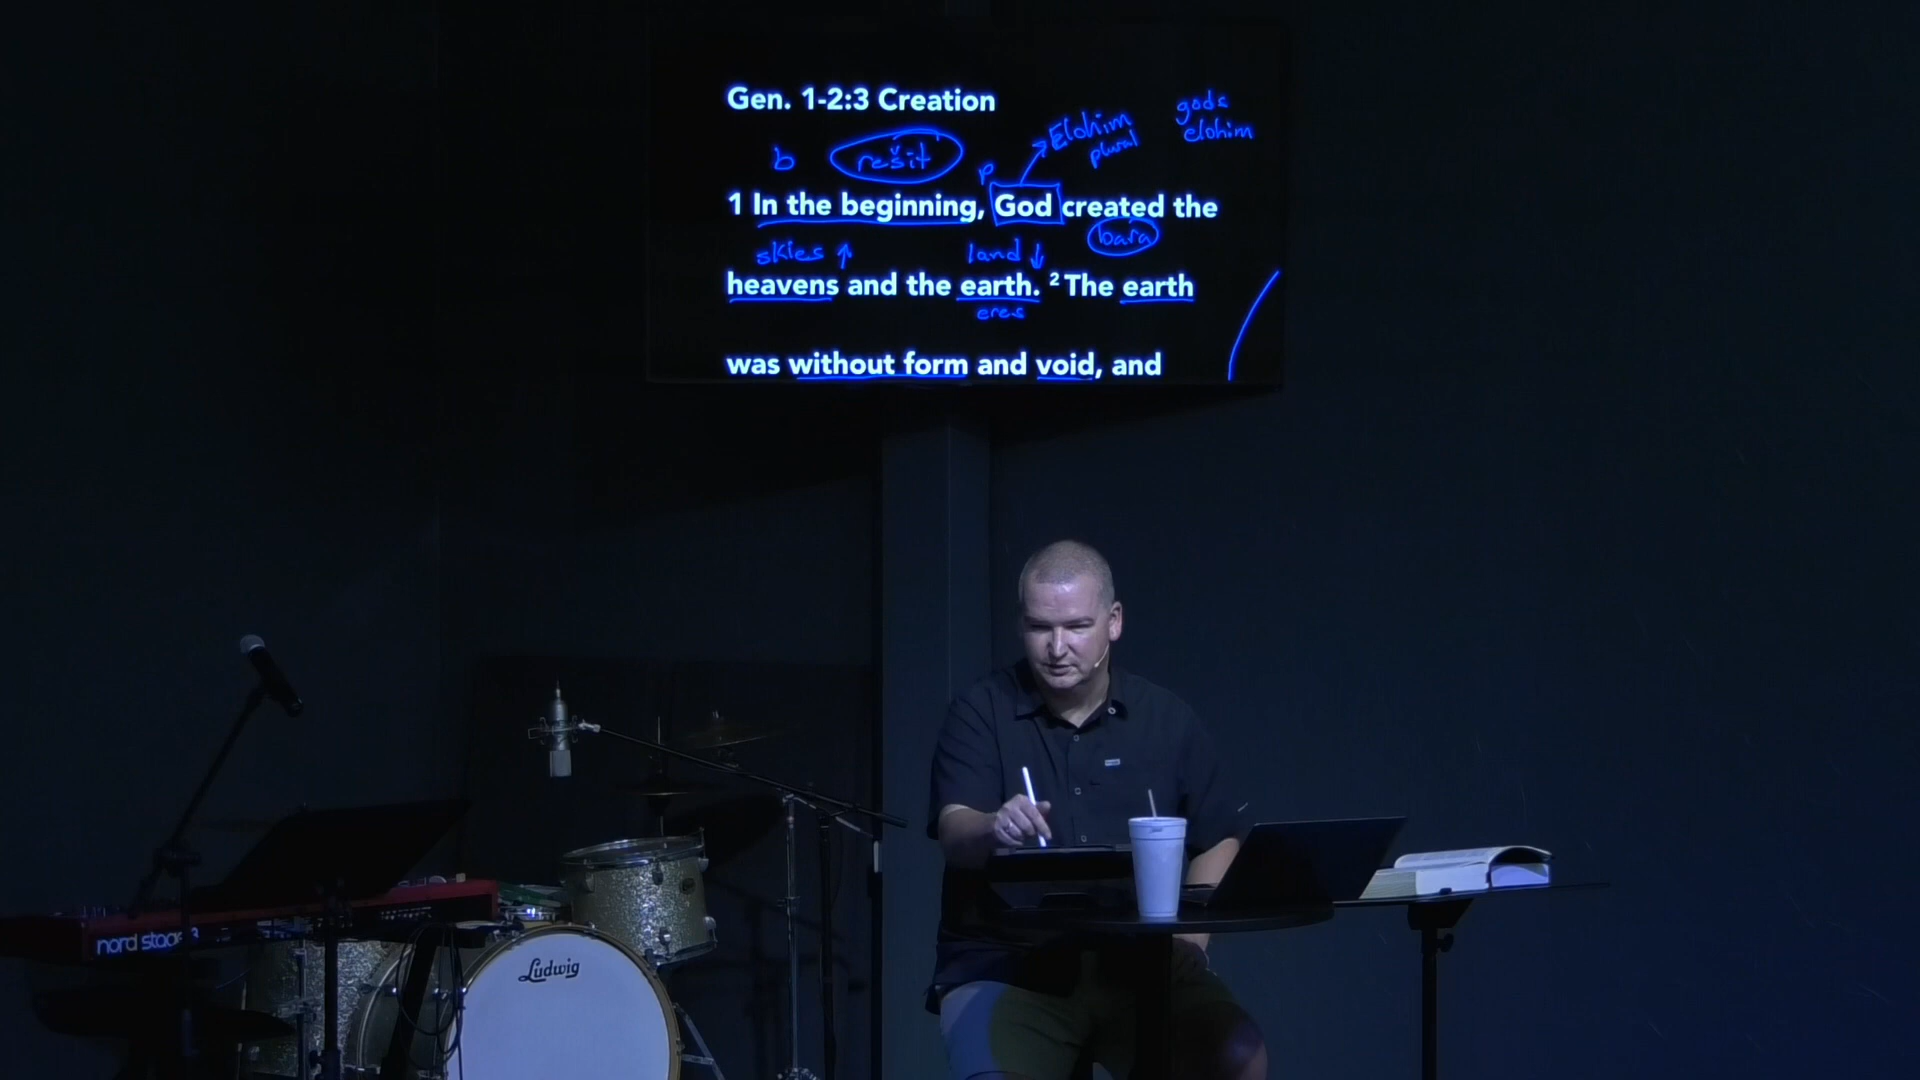 Gen. 1-2:3 Creation
gods
elohim
Elohim
plural
b rešit
1 In the beginning, God created the
bara
skies land
heavens and the earth. ² The earth
eres
was without form and void, and
nord stage 3
Ludwig